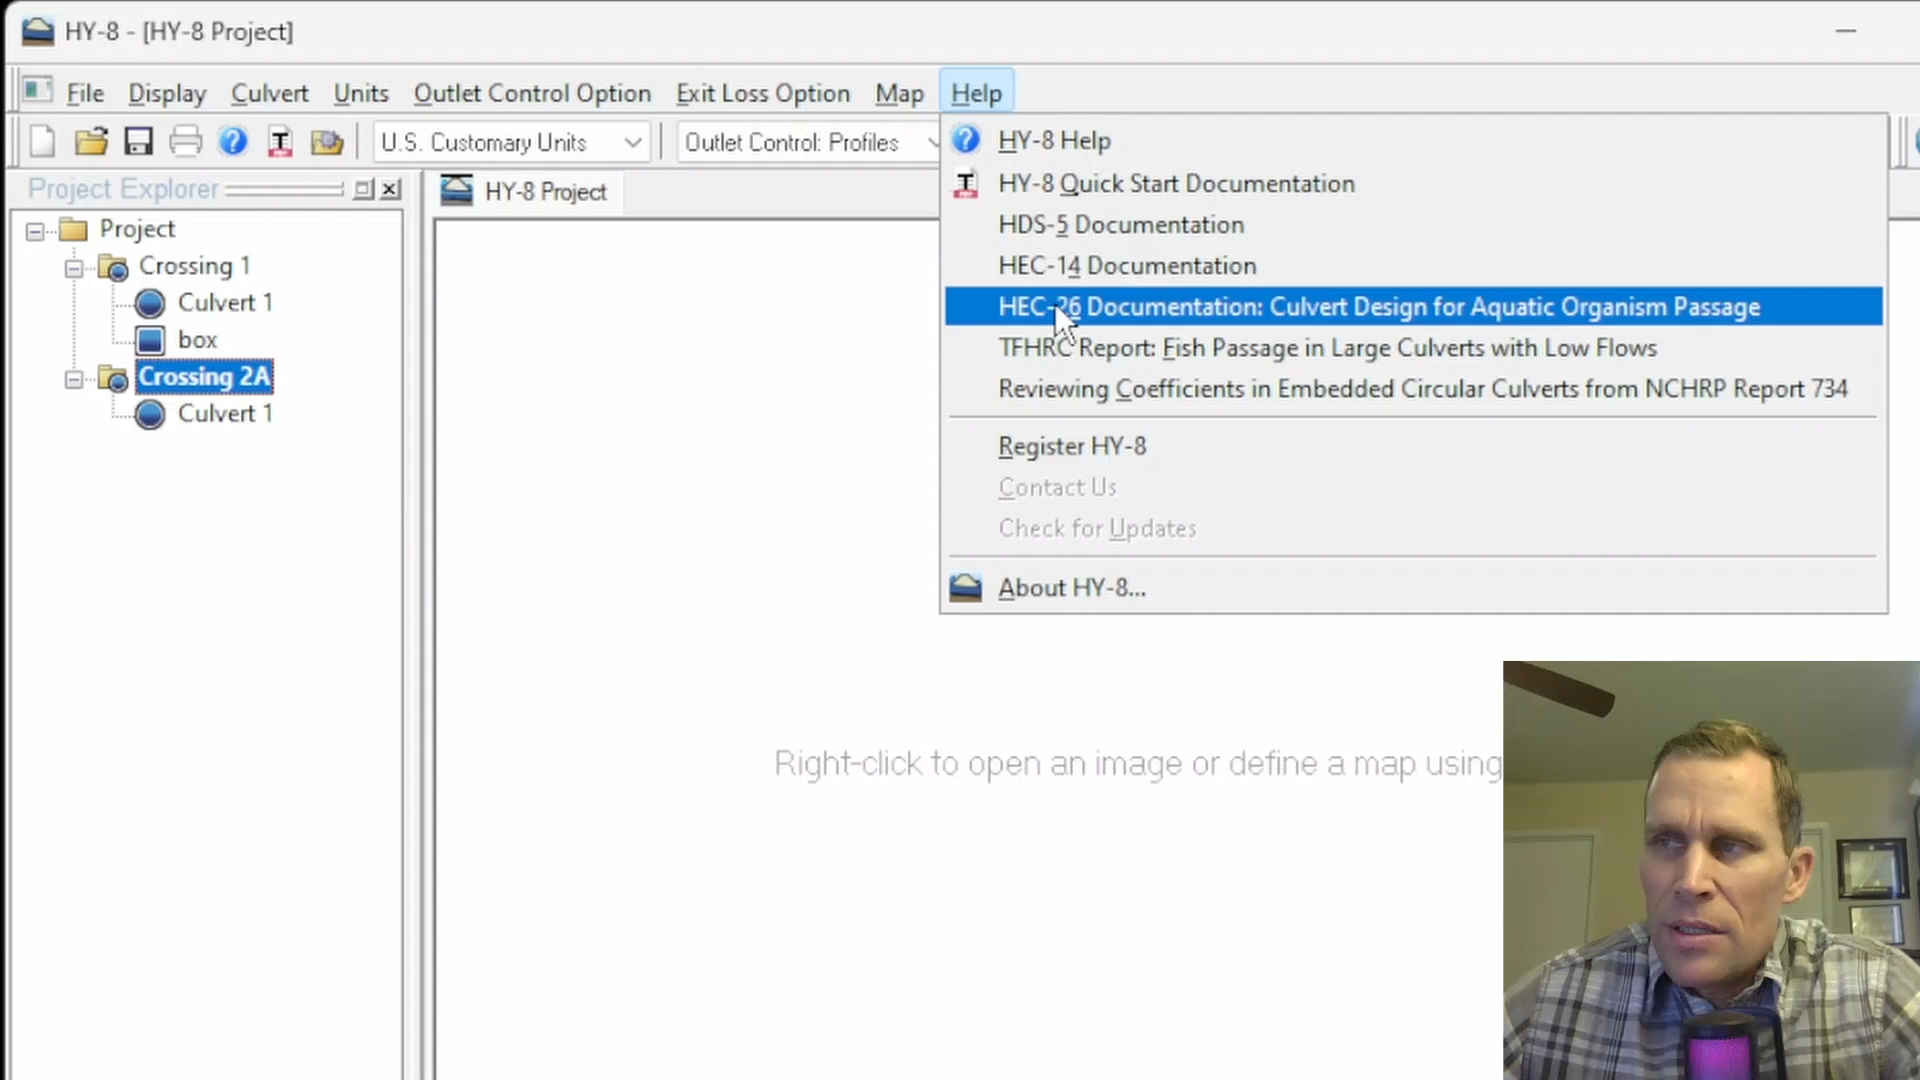 HY-8 - [HY-8 Project]
File Display Culvert Units Outlet Control Option Exit Loss Option Map Help
U.S. Customary Units Outlet Control: Profiles
Project Explorer
HY-8 Project
Project
Crossing 1
Culvert 1
box
Crossing 2A
Culvert 1
HY-8 Help
HY-8 Quick Start Documentation
HDS-5 Documentation
HEC-14 Documentation
HEC-26 Documentation: Culvert Design for Aquatic Organism Passage
TFHRC Report: Fish Passage in Large Culverts with Low Flows
Reviewing Coefficients in Embedded Circular Culverts from NCHRP Report 734
Register HY-8
Contact Us
Check for Updates
About HY-8...
Right-click to open an image or define a map using